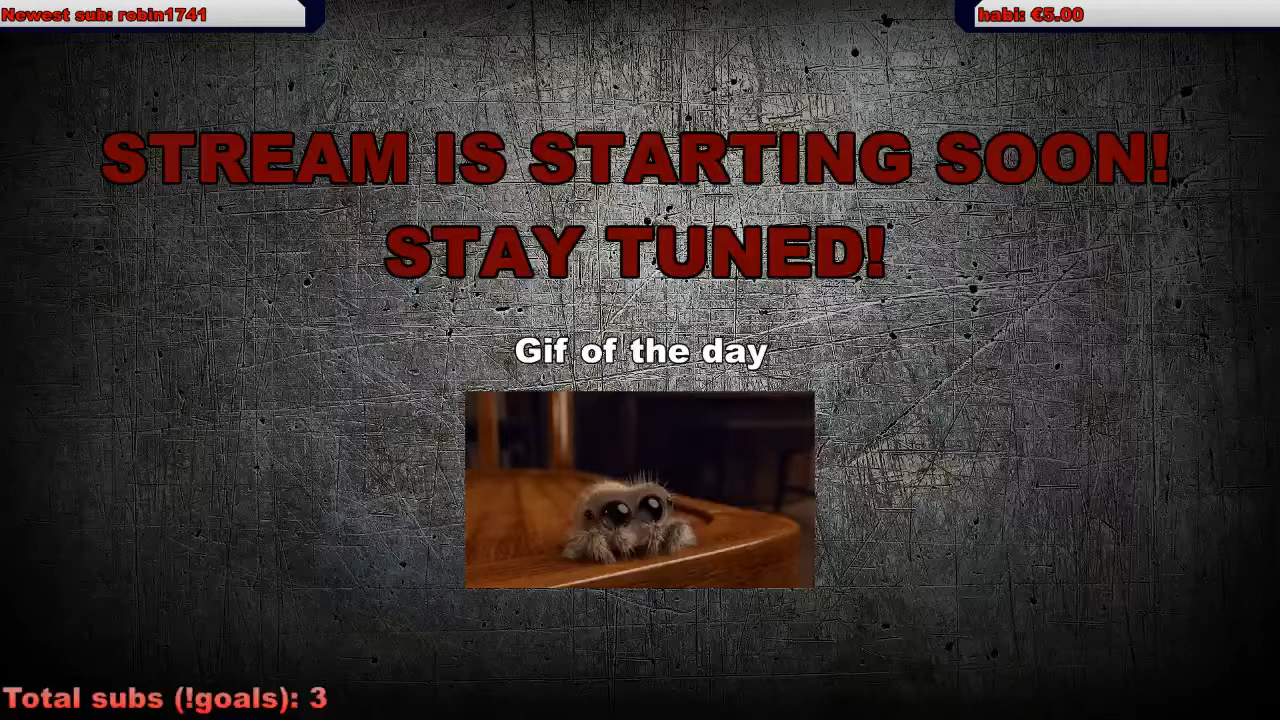 Newest sub: robin1741
habi: €5.00
STREAM IS STARTING SOON!
STAY TUNED!
Gif of the day
Total subs (!goals): 3